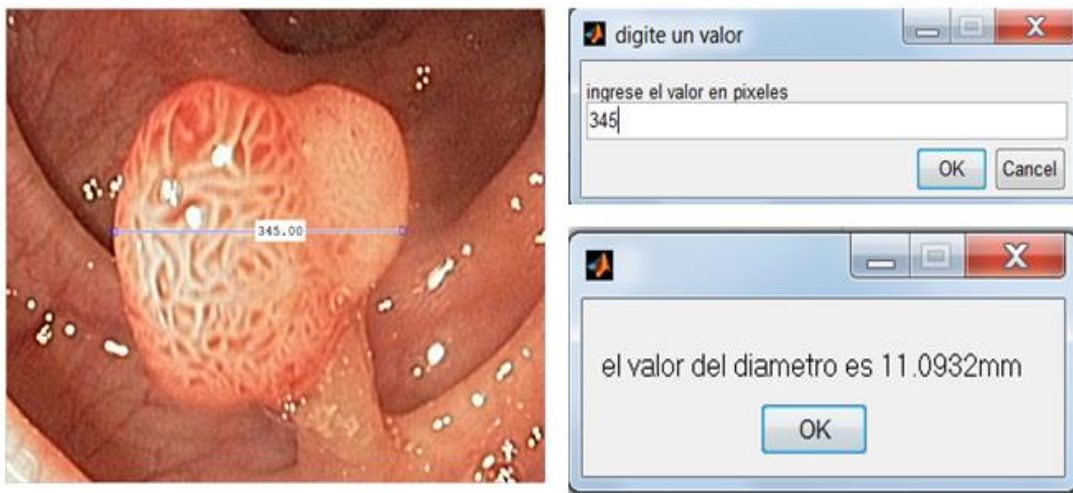 345.00
digite un valor
ingrese el valor en pixeles
345
OK
Cancel
el valor del diametro es 11.0932mm
OK